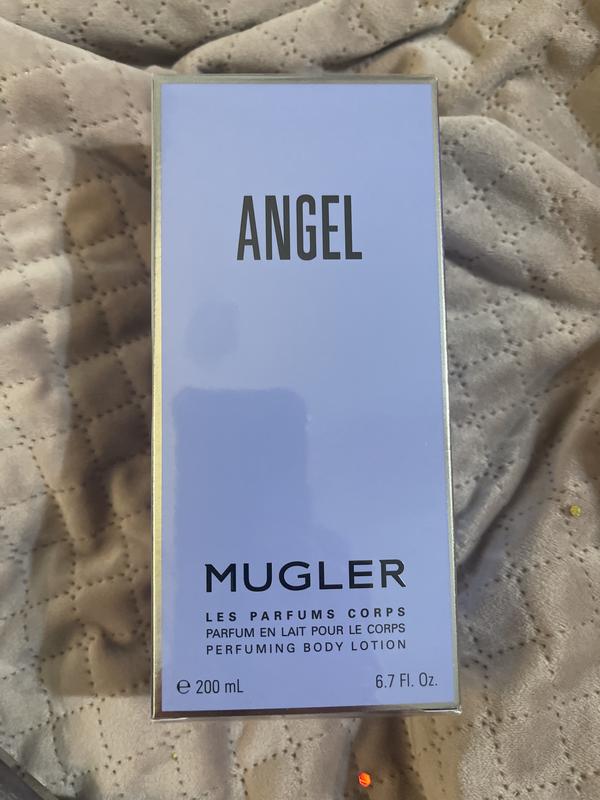 ANGEL
MUGLER
LES PARFUMS CORPS
PARFUM EN LAIT POUR LE CORPS
PERFUMING BODY LOTION
℮ 200 mL 6.7 Fl. Oz.